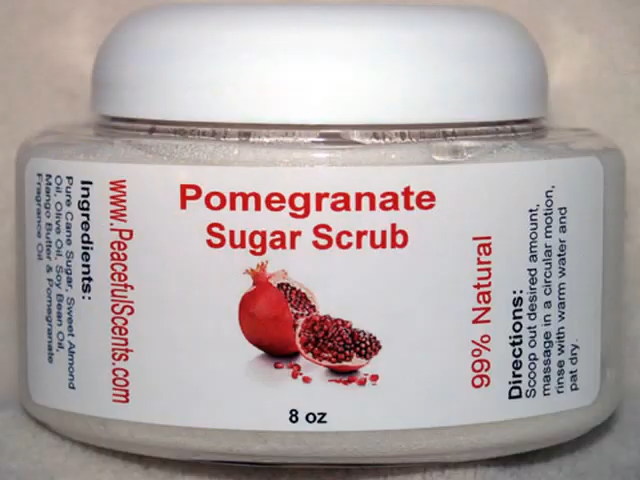 Pomegranate
Sugar Scrub
8 oz
www.PeacefulScents.com
Ingredients:
Pure Cane Sugar, Sweet Almond
Oil, Olive Oil, Soy Bean Oil,
Mango Butter & Pomegranate
Fragrance Oil
99% Natural
Directions:
Scoop out desired amount,
massage in a circular motion,
rinse with warm water and
pat dry.